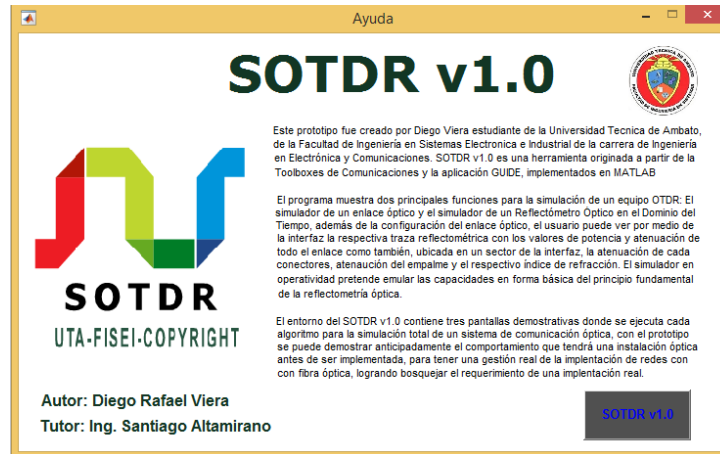 Ayuda
SOTDR v1.0
Este prototipo fue creado por Diego Viera estudiante de la Universidad Tecnica de Ambato,
de la Facultad de Ingeniería en Sistemas Electronica e Industrial de la carrera de Ingeniería
en Electrónica y Comunicaciones. SOTDR v1.0 es una herramienta originada a partir de la
Toolboxes de Comunicaciones y la aplicación GUIDE, implementados en MATLAB
El programa muestra dos principales funciones para la simulación de un equipo OTDR: El
simulador de un enlace óptico y el simulador de un Reflectómetro Óptico en el Dominio del
Tiempo, además de la configuración del enlace óptico, el usuario puede ver por medio de
la interfaz la respectiva traza reflectométrica con los valores de potencia y atenuación de
todo el enlace como también, ubicada en un sector de la interfaz, la atenuación de cada
conectores, atenaución del empalme y el respectivo índice de refracción. El simulador en
operatividad pretende emular las capacidades en forma básica del principio fundamental
de la reflectometría óptica.
El entorno del SOTDR v1.0 contiene tres pantallas demostrativas donde se ejecuta cada
algoritmo para la simulación total de un sistema de comunicación óptica, con el prototipo
se puede demostrar anticipadamente el comportamiento que tendrá una instalación óptica
antes de ser implementada, para tener una gestión real de la implentación de redes con
con fibra óptica, logrando bosquejar el requerimiento de una implentación real.
SOTDR
UTA-FISEI-COPYRIGHT
Autor: Diego Rafael Viera
Tutor: Ing. Santiago Altamirano
SOTDR v1.0